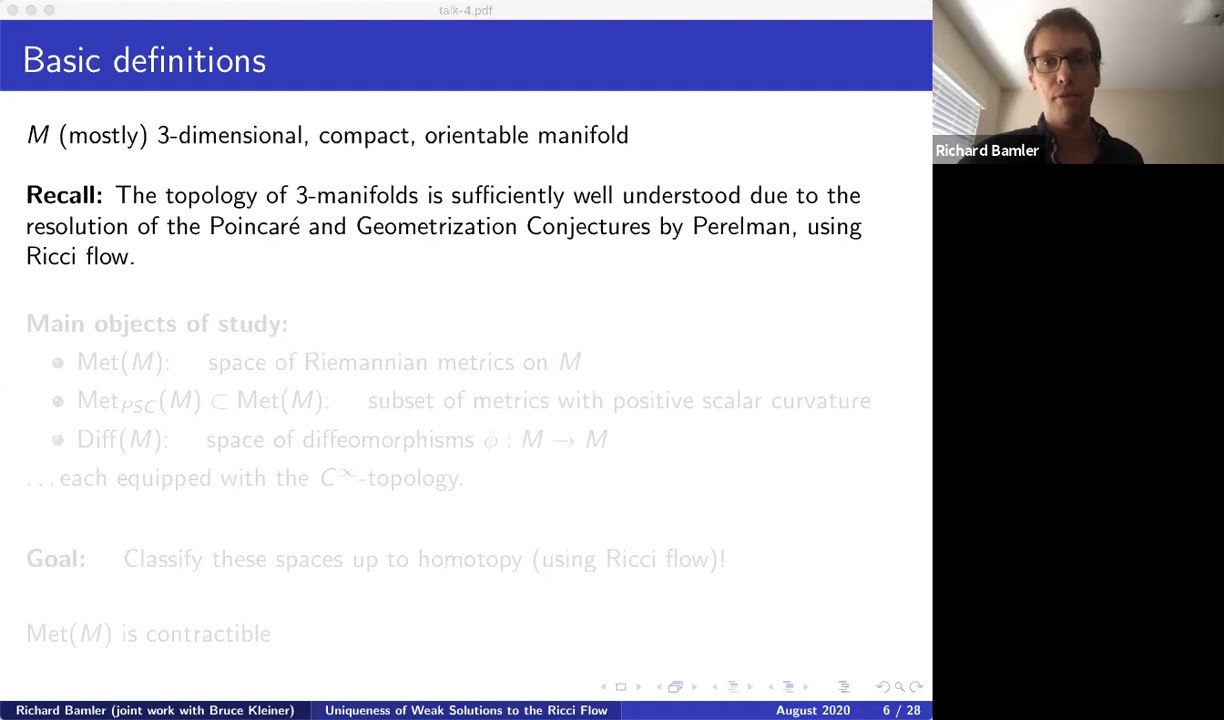 talk-4.pdf
Basic definitions
M (mostly) 3-dimensional, compact, orientable manifold
Recall: The topology of 3-manifolds is sufficiently well understood due to the
resolution of the Poincaré and Geometrization Conjectures by Perelman, using
Ricci flow.
Main objects of study:
Met(M): space of Riemannian metrics on M
Met_PSC(M) ⊂ Met(M): subset of metrics with positive scalar curvature
Diff(M): space of diffeomorphisms ϕ : M → M
. . . each equipped with the C^∞-topology.
Goal: Classify these spaces up to homotopy (using Ricci flow)!
Met(M) is contractible
Richard Bamler (joint work with Bruce Kleiner) Uniqueness of Weak Solutions to the Ricci Flow August 2020 6 / 28
Richard Bamler